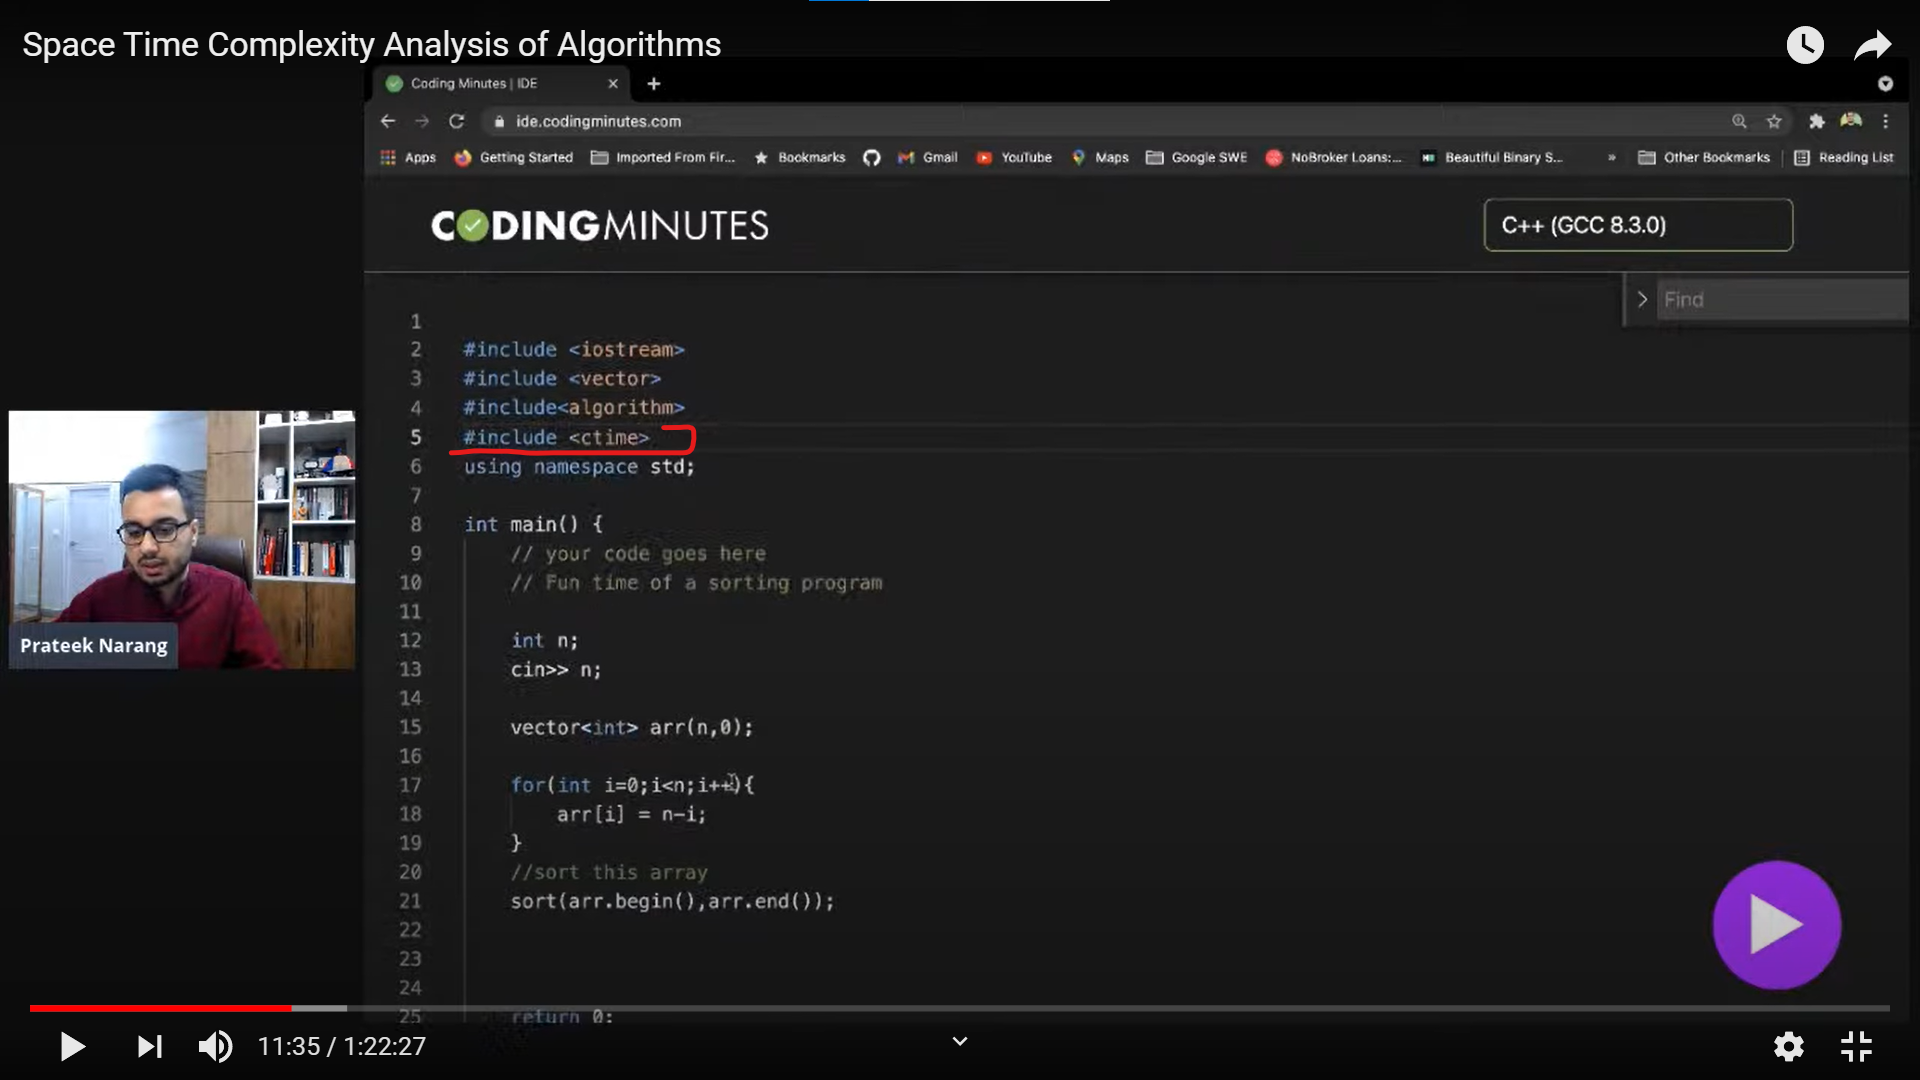 Space Time Complexity Analysis of Algorithms
Coding Minutes | IDE
ide.codingminutes.com
Apps Getting Started Imported From Fir... Bookmarks Gmail YouTube Maps Google SWE NoBroker Loans:... Beautiful Binary S... » Other Bookmarks Reading List
CODINGMINUTES
C++ (GCC 8.3.0)
Find
1
2 #include <iostream>
3 #include <vector>
4 #include<algorithm>
5 #include <ctime>
6 using namespace std;
7
8 int main() {
9 // your code goes here
10 // Fun time of a sorting program
11
12 int n;
13 cin>> n;
14
15 vector<int> arr(n,0);
16
17 for(int i=0;i<n;i++){
18 arr[i] = n-i;
19 }
20 //sort this array
21 sort(arr.begin(),arr.end());
22
23
24
25 return 0;
Prateek Narang
11:35 / 1:22:27